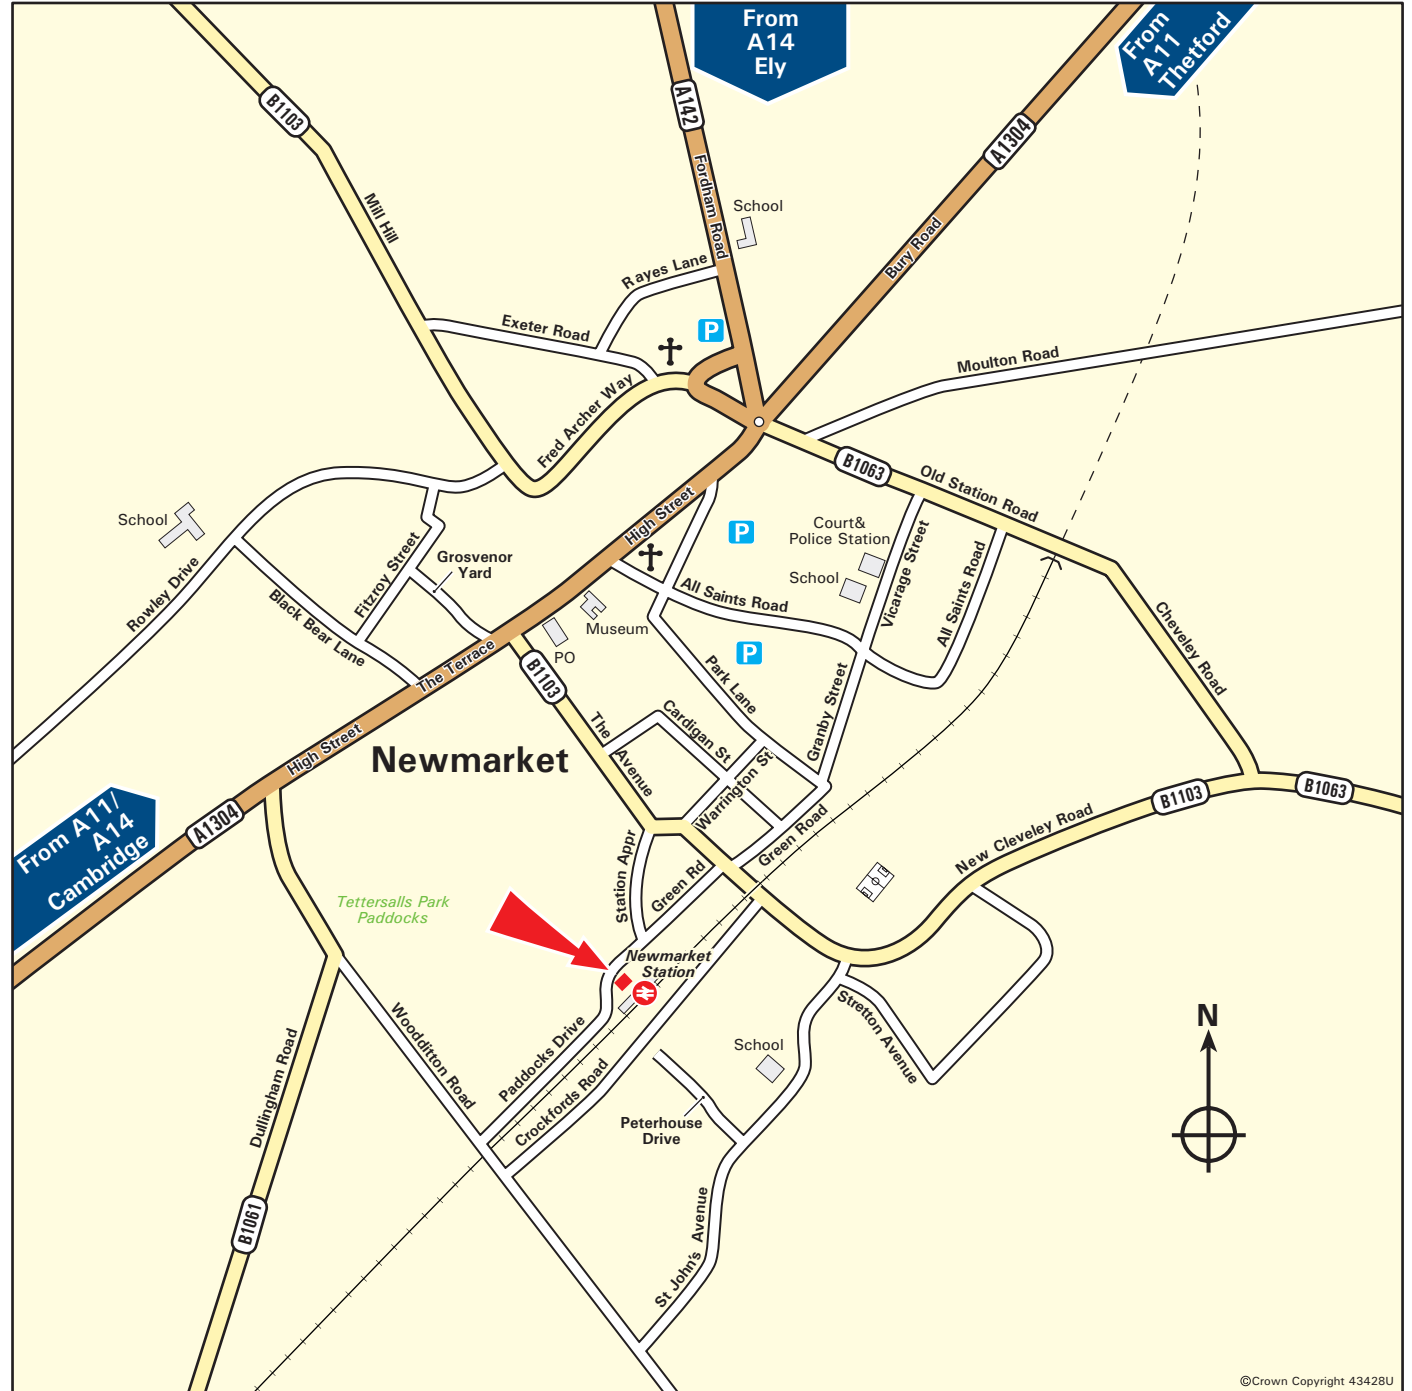 From
A14
Ely
From
A11
Thetford
B1103
A142
A1304
Fordham Road
School
Mill Hill
Bury Road
Rayes Lane
Exeter Road
P
Moulton Road
Fred Archer Way
B1063
Old Station Road
High Street
P
School
Court&
Police Station
School
Vicarage Street
All Saints Road
Rowley Drive
Fitzroy Street
Grosvenor
Yard
Black Bear Lane
All Saints Road
Museum
PO
P
The Terrace
Cheveley Road
B1103
Park Lane
Granby Street
Cardigan St
The Avenue
High Street
Newmarket
Warrington St
B1103
B1063
From A11/
A14
Cambridge
A1304
Green Road
New Cleveley Road
Station Appr
Green Rd
Tettersalls Park
Paddocks
Newmarket
Station
Stretton Avenue
N
Woodditton Road
Paddocks Drive
School
Dullingham Road
Crockfords Road
Peterhouse
Drive
B1061
St John's Avenue
©Crown Copyright 43428U